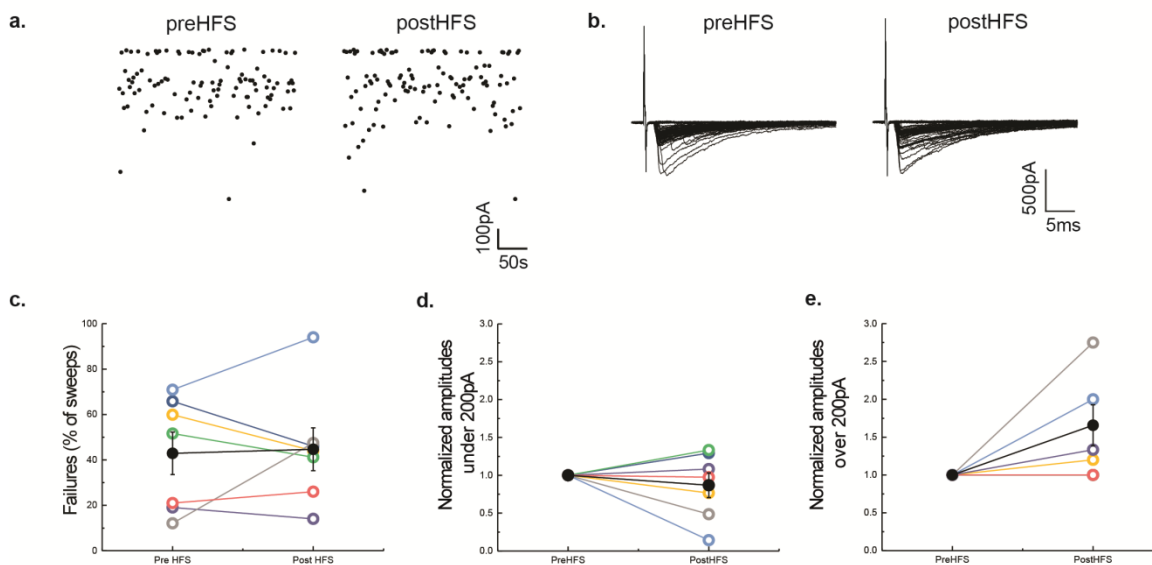 a.
preHFS
postHFS
100pA
50s
b.
preHFS
postHFS
500pA
5ms
c.
Failures (% of sweeps)
100
80
60
40
20
0
Pre HFS
Post HFS
d.
Normalized amplitudes
under 200pA
3.0
2.5
2.0
1.5
1.0
0.5
0.0
PreHFS
PostHFS
e.
Normalized amplitudes
over 200pA
3.0
2.5
2.0
1.5
1.0
0.5
0.0
PreHFS
PostHFS